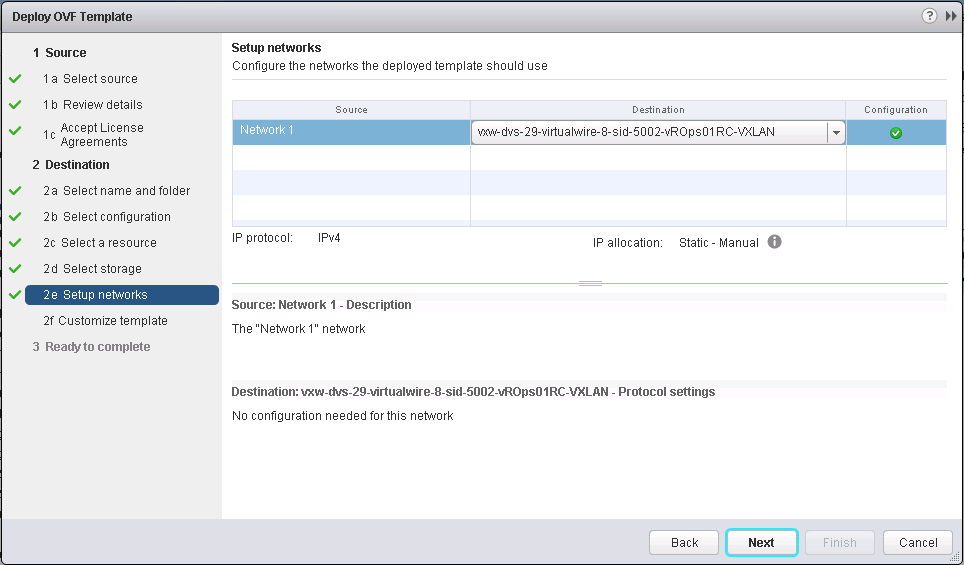 Deploy OVF Template
1 Source
1a Select source
1b Review details
1c Accept License
Agreements
2 Destination
2a Select name and folder
2b Select configuration
2c Select a resource
2d Select storage
2e Setup networks
2f Customize template
3 Ready to complete
Setup networks
Configure the networks the deployed template should use
Source Destination Configuration
Network 1 vxw-dvs-29-virtualwire-8-sid-5002-vROps01RC-VXLAN
IP protocol: IPv4 IP allocation: Static - Manual
Source: Network 1 - Description
The "Network 1" network
Destination: vxw-dvs-29-virtualwire-8-sid-5002-vROps01RC-VXLAN - Protocol settings
No configuration needed for this network
Back Next Finish Cancel